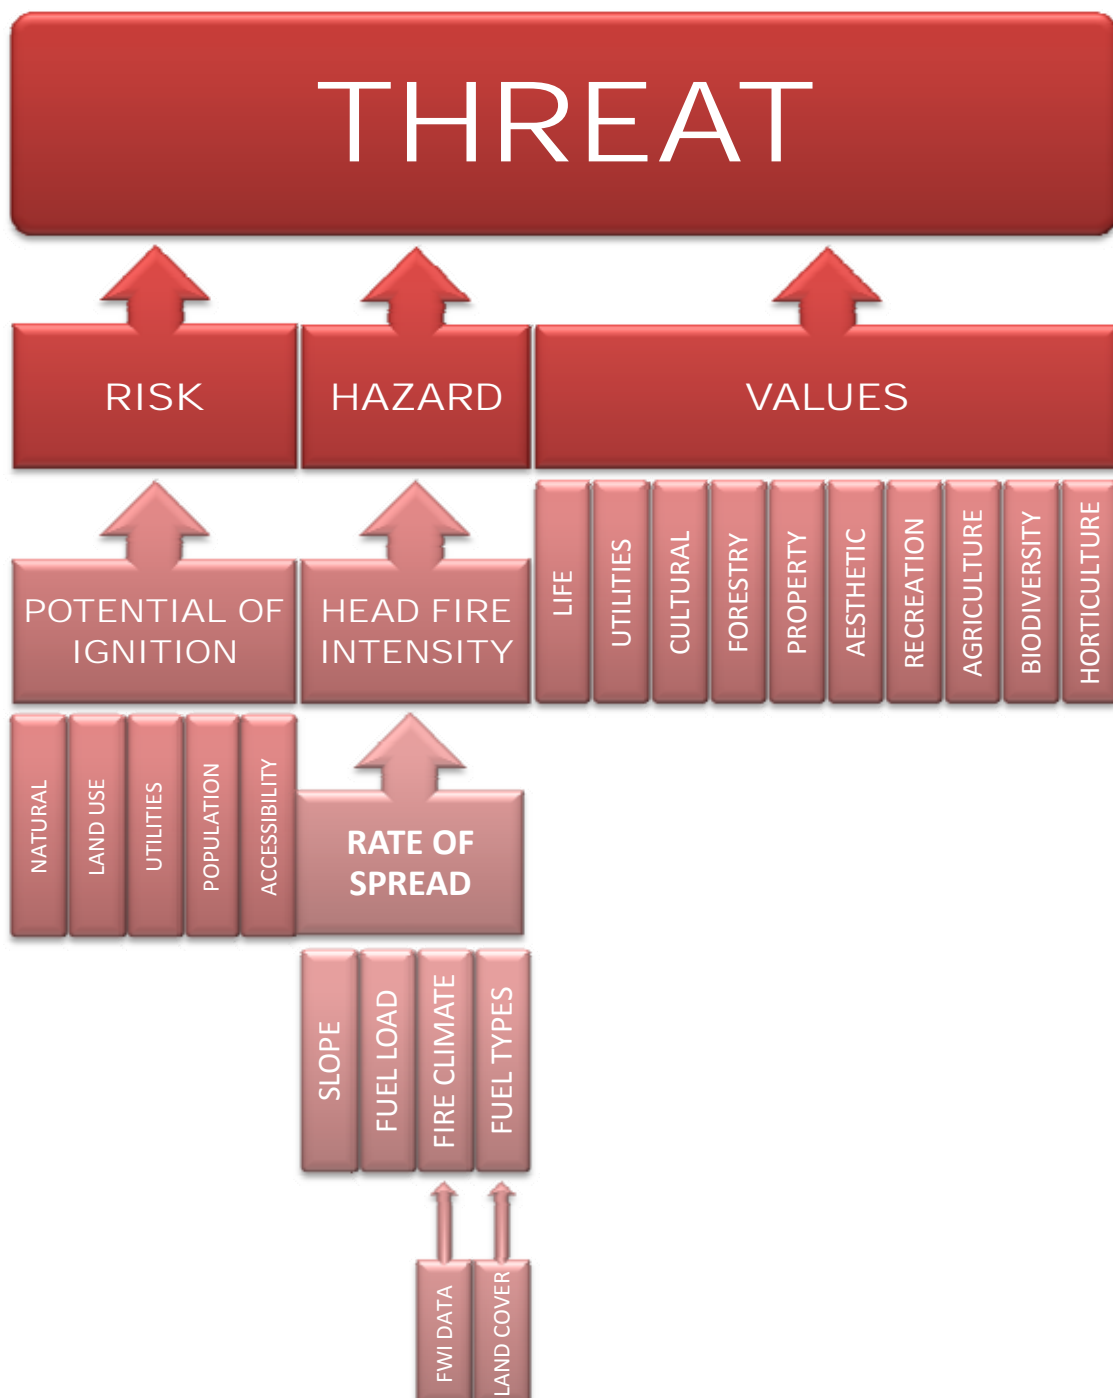 THREAT
RISK
HAZARD
VALUES
POTENTIAL OF
IGNITION
HEAD FIRE
INTENSITY
LIFE
UTILITIES
CULTURAL
FORESTRY
PROPERTY
AESTHETIC
RECREATION
AGRICULTURE
BIODIVERSITY
HORTICULTURE
NATURAL
LAND USE
UTILITIES
POPULATION
ACCESSIBILITY
RATE OF
SPREAD
SLOPE
FUEL LOAD
FIRE CLIMATE
FUEL TYPES
FWI DATA
LAND COVER